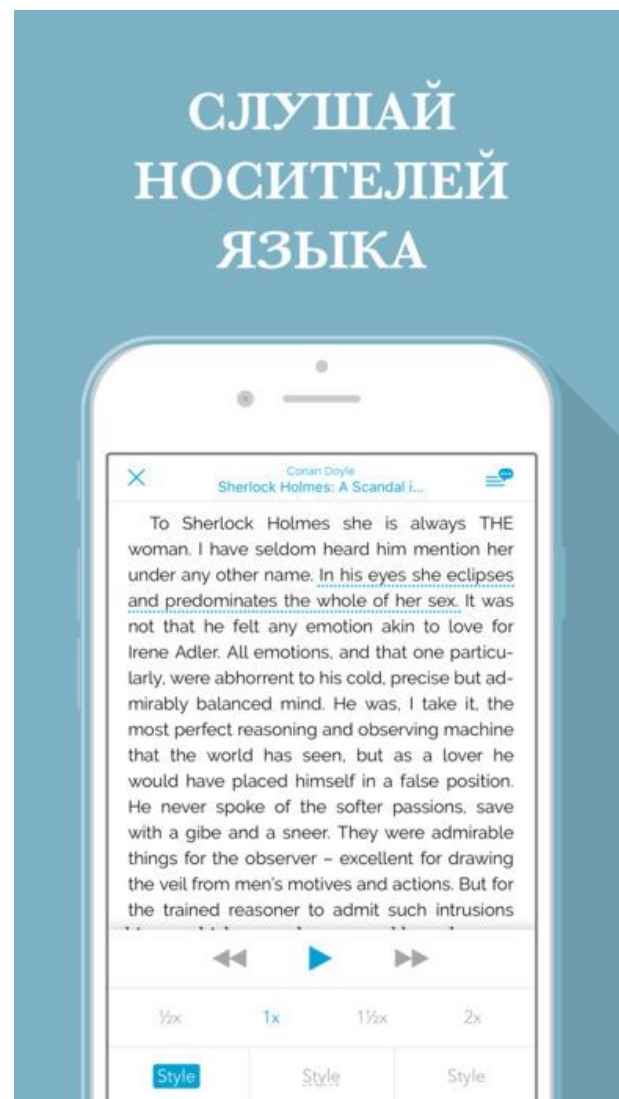 СЛУШАЙ
НОСИТЕЛЕЙ
ЯЗЫКА
Conan Doyle
Sherlock Holmes: A Scandal i...
To Sherlock Holmes she is always THE
woman. I have seldom heard him mention her
under any other name. In his eyes she eclipses
and predominates the whole of her sex. It was
not that he felt any emotion akin to love for
Irene Adler. All emotions, and that one particu-
larly, were abhorrent to his cold, precise but ad-
mirably balanced mind. He was, I take it, the
most perfect reasoning and observing machine
that the world has seen, but as a lover he
would have placed himself in a false position.
He never spoke of the softer passions, save
with a gibe and a sneer. They were admirable
things for the observer – excellent for drawing
the veil from men's motives and actions. But for
the trained reasoner to admit such intrusions
½x 1x 1½x 2x
Style Style Style